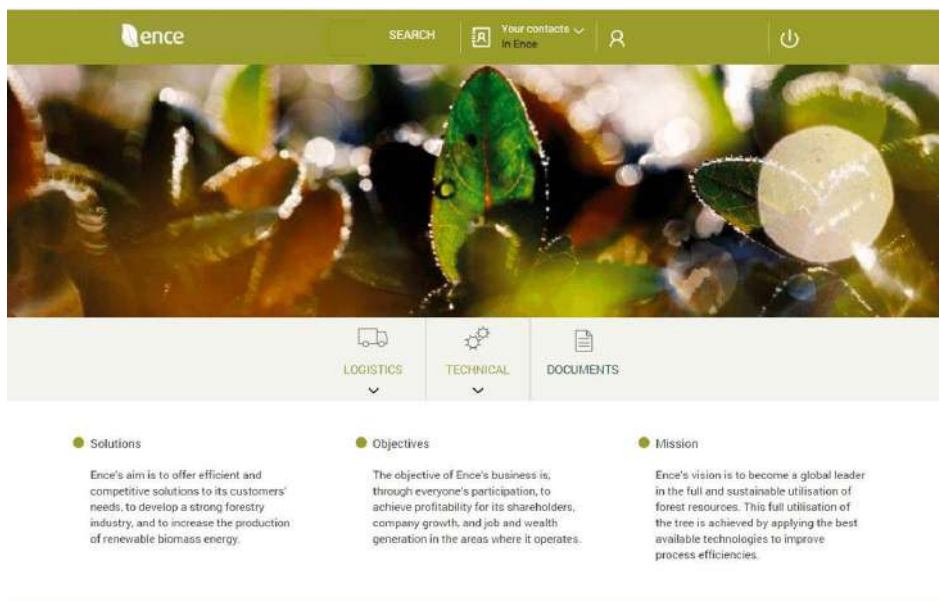 ence
SEARCH
Your contacts
In Ence
LOGISTICS
TECHNICAL
DOCUMENTS
Solutions
Ence's aim is to offer efficient and
competitive solutions to its customers'
needs, to develop a strong forestry
industry, and to increase the production
of renewable biomass energy.
Objectives
The objective of Ence's business is,
through everyone's participation, to
achieve profitability for its shareholders,
company growth, and job and wealth
generation in the areas where it operates.
Mission
Ence's vision is to become a global leader
in the full and sustainable utilisation of
forest resources. This full utilisation of
the tree is achieved by applying the best
available technologies to improve
process efficiencies.